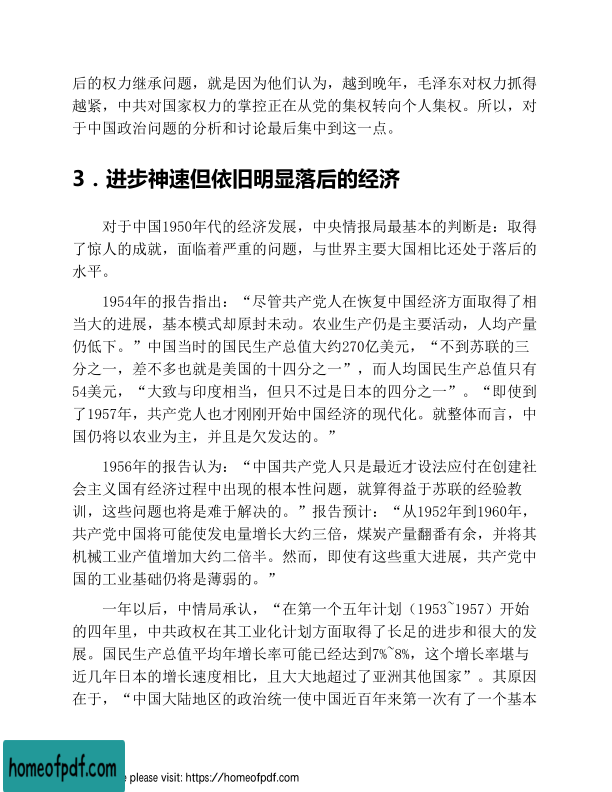 后的权力继承问题，就是因为他们认为，越到晚年，毛泽东对权力抓得
越紧，中共对国家权力的掌控正在从党的集权转向个人集权。所以，对
于中国政治问题的分析和讨论最后集中到这一点。
3．进步神速但依旧明显落后的经济
对于中国1950年代的经济发展，中央情报局最基本的判断是：取得
了惊人的成就，面临着严重的问题，与世界主要大国相比还处于落后的
水平。
1954年的报告指出：“尽管共产党人在恢复中国经济方面取得了相
当大的进展，基本模式却原封未动。农业生产仍是主要活动，人均产量
仍低下。”中国当时的国民生产总值大约270亿美元，“不到苏联的三
分之一，差不多也就是美国的十四分之一”，而人均国民生产总值只有
54美元，“大致与印度相当，但只不过是日本的四分之一”。“即使到
了1957年，共产党人也才刚刚开始中国经济的现代化。就整体而言，中
国仍将以农业为主，并且是欠发达的。”
1956年的报告认为：“中国共产党人只是最近才设法应付在创建社
会主义国有经济过程中出现的根本性问题，就算得益于苏联的经验教
训，这些问题也将是难于解决的。”报告预计：“从1952年到1960年，
共产党中国将可能使发电量增长大约三倍，煤炭产量翻番有余，并将其
机械工业产值增加大约二倍半。然而，即使有这些重大进展，共产党中
国的工业基础仍将是薄弱的。”
一年以后，中情局承认，“在第一个五年计划（1953~1957）开始
的四年里，中共政权在其工业化计划方面取得了长足的进步和很大的发
展。国民生产总值平均年增长率可能已经达到7%~8%，这个增长率堪与
近几年日本的增长速度相比，且大大地超过了亚洲其他国家”。其原因
在于，“中国大陆地区的政治统一使中国近百年来第一次有了一个基本
homeofpdf.com
e please visit: https://homeofpdf.com